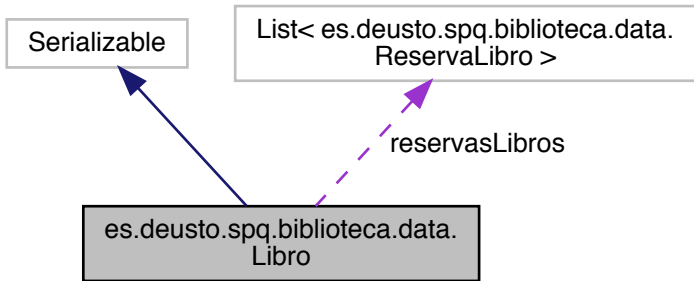 Serializable
List< es.deusto.spq.biblioteca.data.
ReservaLibro >
reservasLibros
es.deusto.spq.biblioteca.data.
Libro